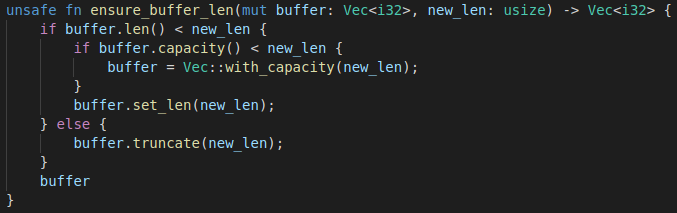 unsafe fn ensure_buffer_len(mut buffer: Vec<i32>, new_len: usize) -> Vec<i32> {
    if buffer.len() < new_len {
        if buffer.capacity() < new_len {
            buffer = Vec::with_capacity(new_len);
        }
        buffer.set_len(new_len);
    } else {
        buffer.truncate(new_len);
    }
    buffer
}